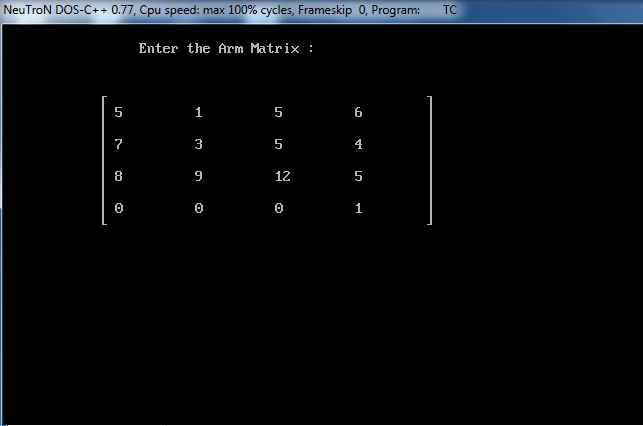 NeuTroN DOS-C++ 0.77, Cpu speed: max 100% cycles, Frameskip 0, Program: TC
Enter the Arm Matrix :
5 1 5 6
7 3 5 4
8 9 12 5
0 0 0 1